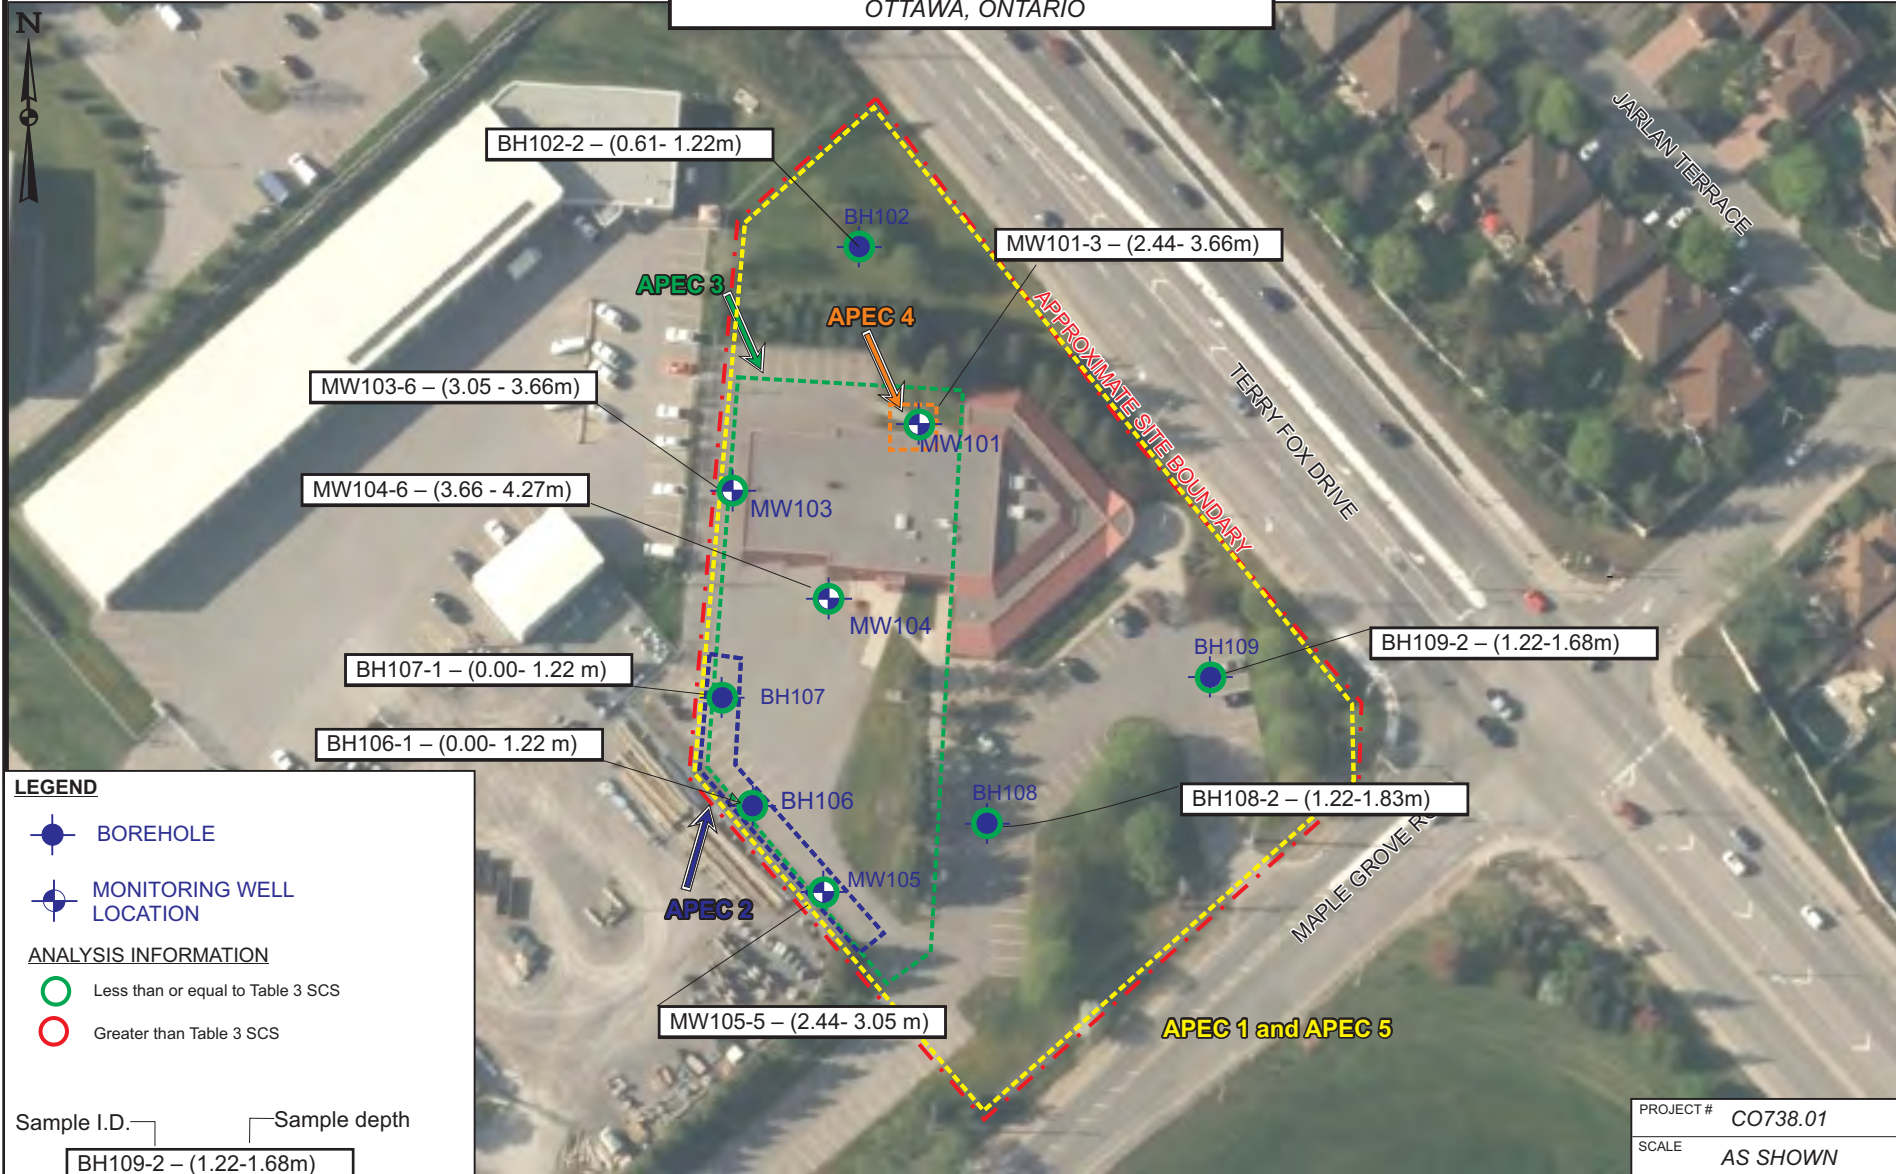 OTTAWA, ONTARIO
N
JARLAN TERRACE
BH102-2 – (0.61- 1.22m)
BH102
MW101-3 – (2.44- 3.66m)
APEC 3
APEC 4
APPROXIMATE SITE BOUNDARY
TERRY FOX DRIVE
MW103-6 – (3.05 - 3.66m)
MW101
MW104-6 – (3.66 - 4.27m)
MW103
MW104
BH109
BH109-2 – (1.22-1.68m)
BH107-1 – (0.00- 1.22 m)
BH107
BH106-1 – (0.00- 1.22 m)
BH106
BH108
BH108-2 – (1.22-1.83m)
MAPLE GROVE
MW105
APEC 2
MW105-5 – (2.44- 3.05 m)
APEC 1 and APEC 5
LEGEND
BOREHOLE
MONITORING WELL
LOCATION
ANALYSIS INFORMATION
Less than or equal to Table 3 SCS
Greater than Table 3 SCS
Sample I.D.
Sample depth
BH109-2 – (1.22-1.68m)
PROJECT # CO738.01
SCALE AS SHOWN